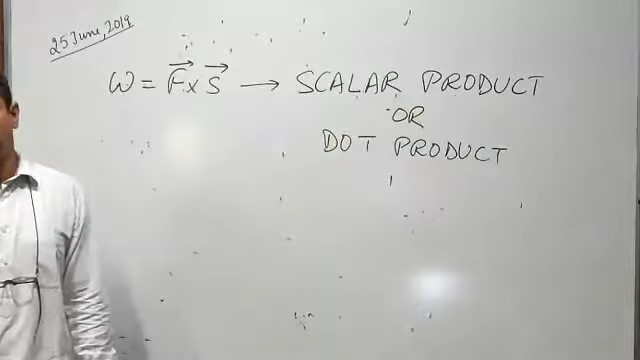 25 June, 2019
W = F⃗ x S⃗ → SCALAR PRODUCT
OR
DOT PRODUCT